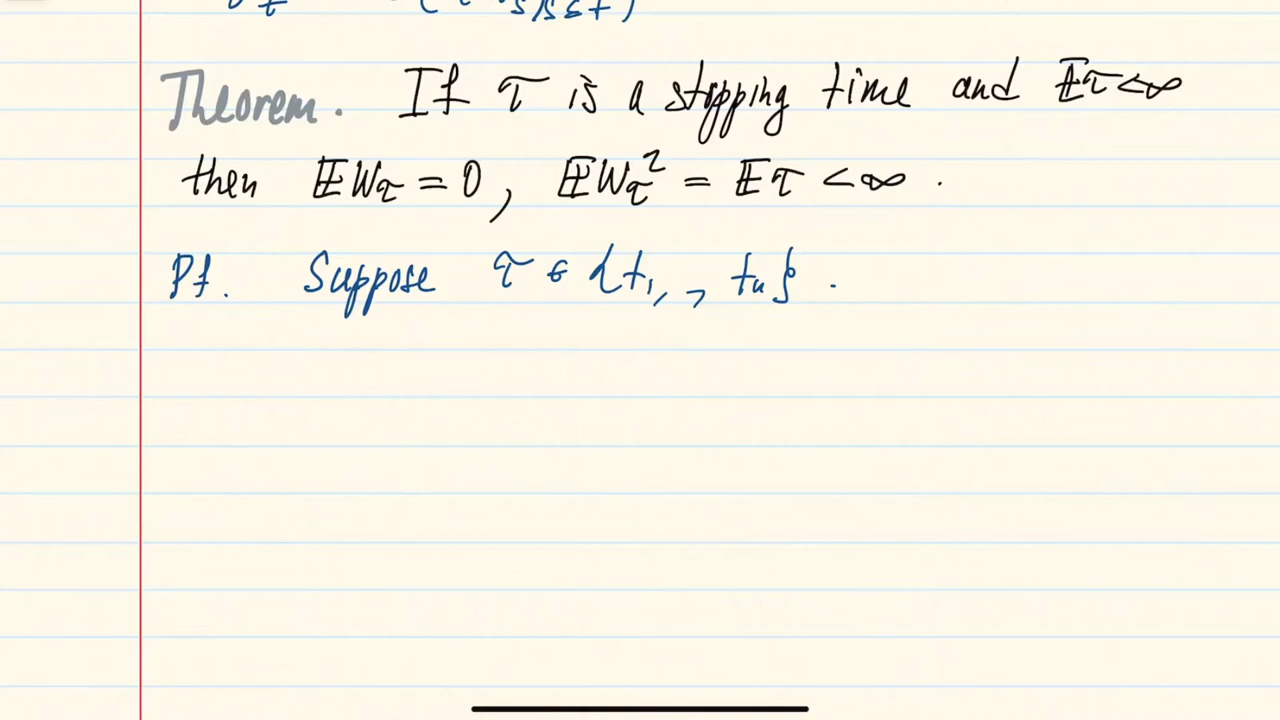 Theorem. If τ is a stopping time and 𝔼τ < ∞
then 𝔼W_τ = 0, 𝔼W_τ² = 𝔼τ < ∞.
Pf. Suppose τ ∈ {t₁, , tₙ}.